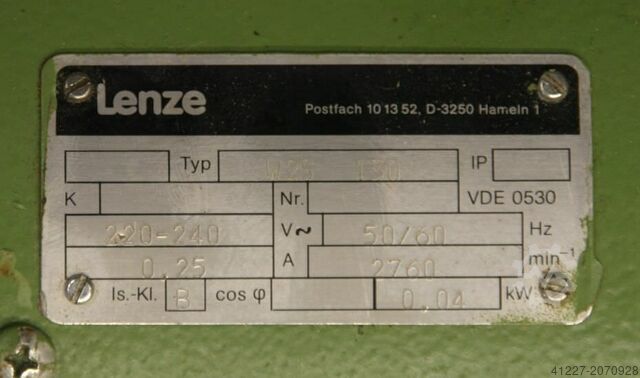 Lenze
Postfach 10 13 52, D-3250 Hameln 1
Typ 130 IP
K Nr. VDE 0530
220-240 V~ 50/60 Hz
0.25 A 2760 min⁻¹
Is.-Kl. B cos φ 0,04 kW
41227-2070928